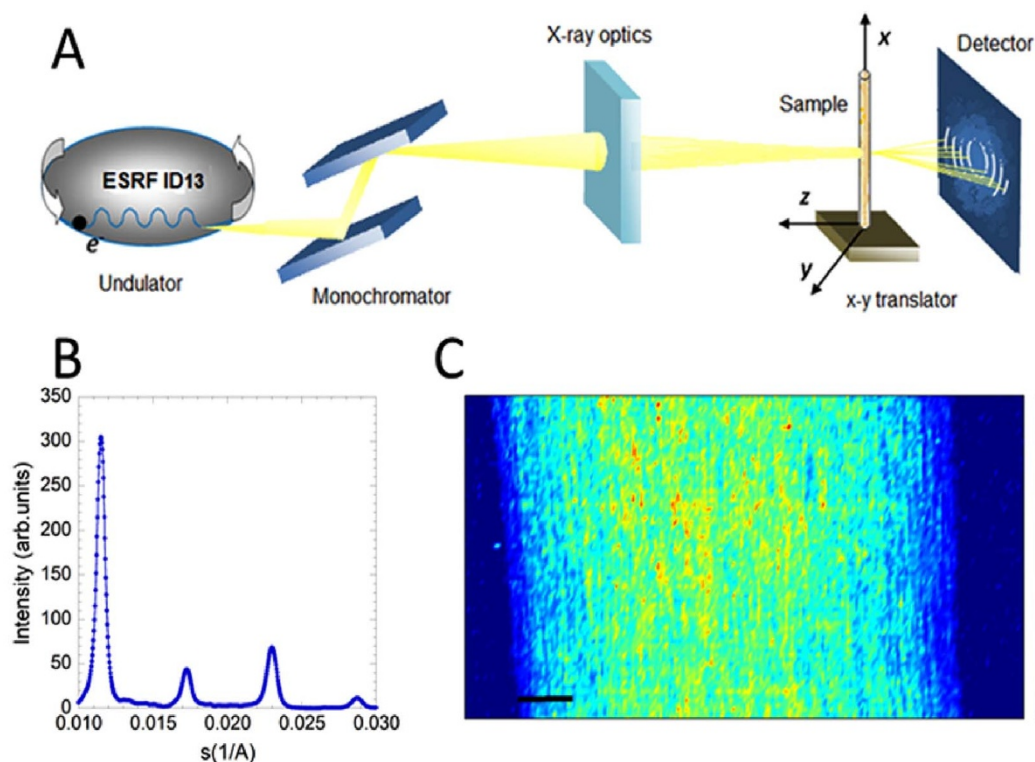 A
X-ray optics
x
Detector
Sample
ESRF ID13
z
e-
y
Undulator
Monochromator
x-y translator
B
C
350
300
250
200
150
100
50
0
Intensity (arb.units)
0.010
0.015
0.020
0.025
0.030
s(1/A)